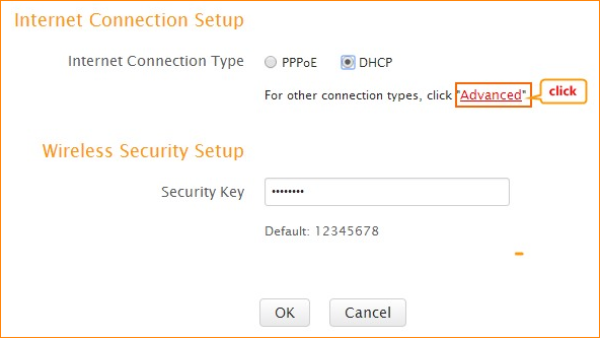 Internet Connection Setup
Internet Connection Type PPPoE DHCP
For other connection types, click "Advanced". click
Wireless Security Setup
Security Key ••••••••
Default: 12345678
OK Cancel